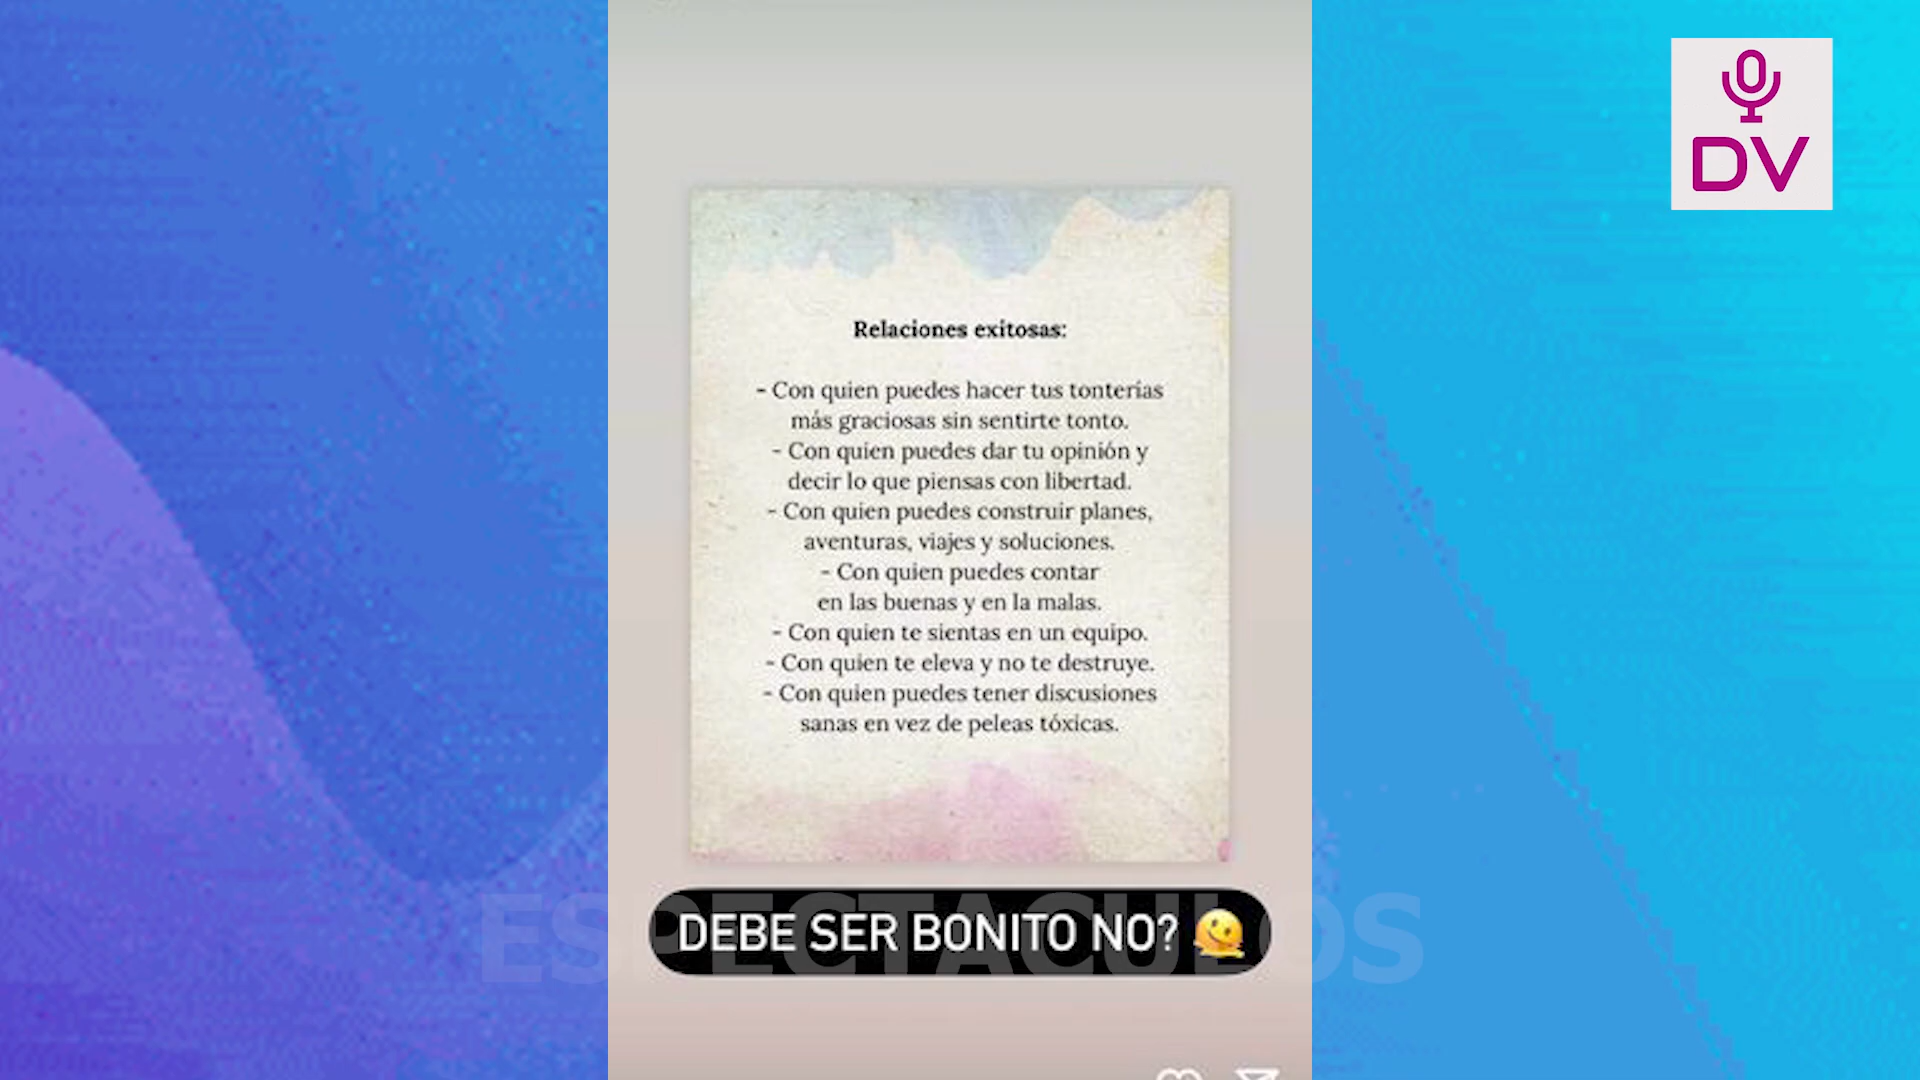 DV
Relaciones exitosas:
- Con quien puedes hacer tus tonterías
más graciosas sin sentirte tonto.
- Con quien puedes dar tu opinión y
decir lo que piensas con libertad.
- Con quien puedes construir planes,
aventuras, viajes y soluciones.
- Con quien puedes contar
en las buenas y en la malas.
- Con quien te sientas en un equipo.
- Con quien te eleva y no te destruye.
- Con quien puedes tener discusiones
sanas en vez de peleas tóxicas.
DEBE SER BONITO NO? 🫠
ESPECTACULOS